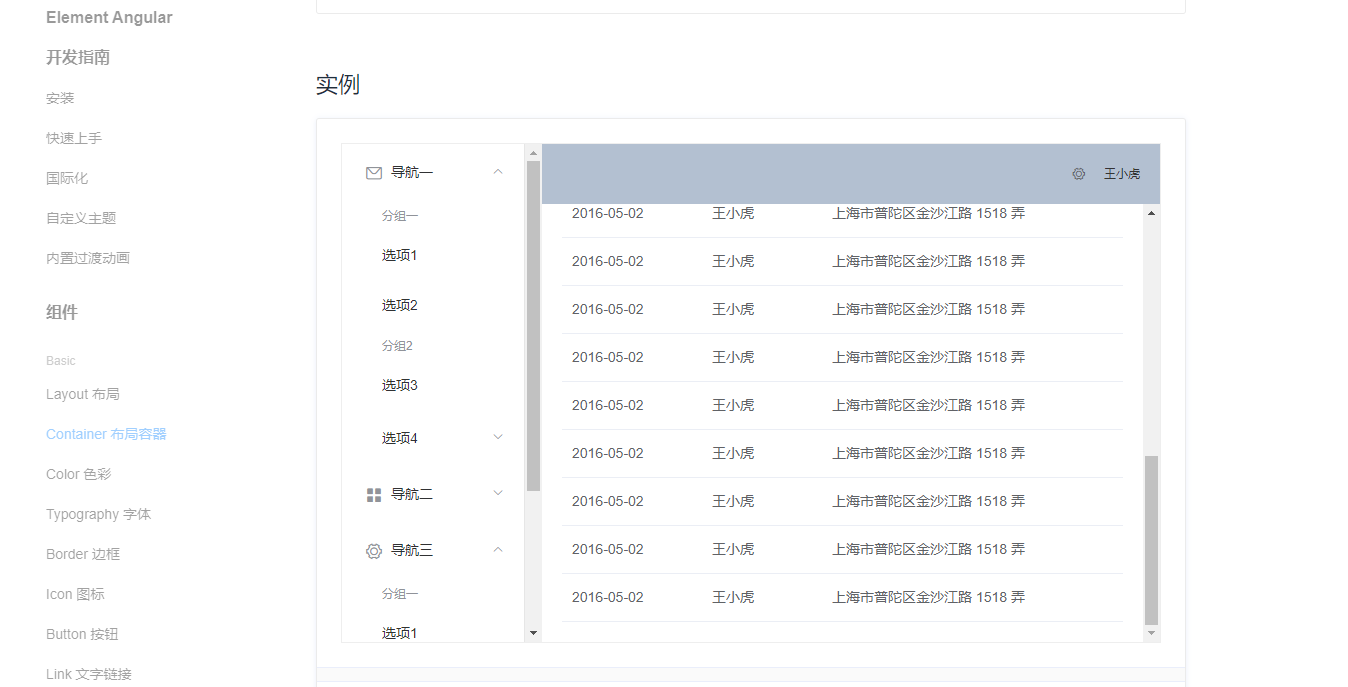 Element Angular
开发指南
安装
快速上手
国际化
自定义主题
内置过渡动画
组件
Basic
Layout 布局
Container 布局容器
Color 色彩
Typography 字体
Border 边框
Icon 图标
Button 按钮
Link 文字链接
实例
导航一
分组一
选项1
选项2
分组2
选项3
选项4
导航二
导航三
分组一
选项1
王小虎
2016-05-02 王小虎 上海市普陀区金沙江路 1518 弄
2016-05-02 王小虎 上海市普陀区金沙江路 1518 弄
2016-05-02 王小虎 上海市普陀区金沙江路 1518 弄
2016-05-02 王小虎 上海市普陀区金沙江路 1518 弄
2016-05-02 王小虎 上海市普陀区金沙江路 1518 弄
2016-05-02 王小虎 上海市普陀区金沙江路 1518 弄
2016-05-02 王小虎 上海市普陀区金沙江路 1518 弄
2016-05-02 王小虎 上海市普陀区金沙江路 1518 弄
2016-05-02 王小虎 上海市普陀区金沙江路 1518 弄